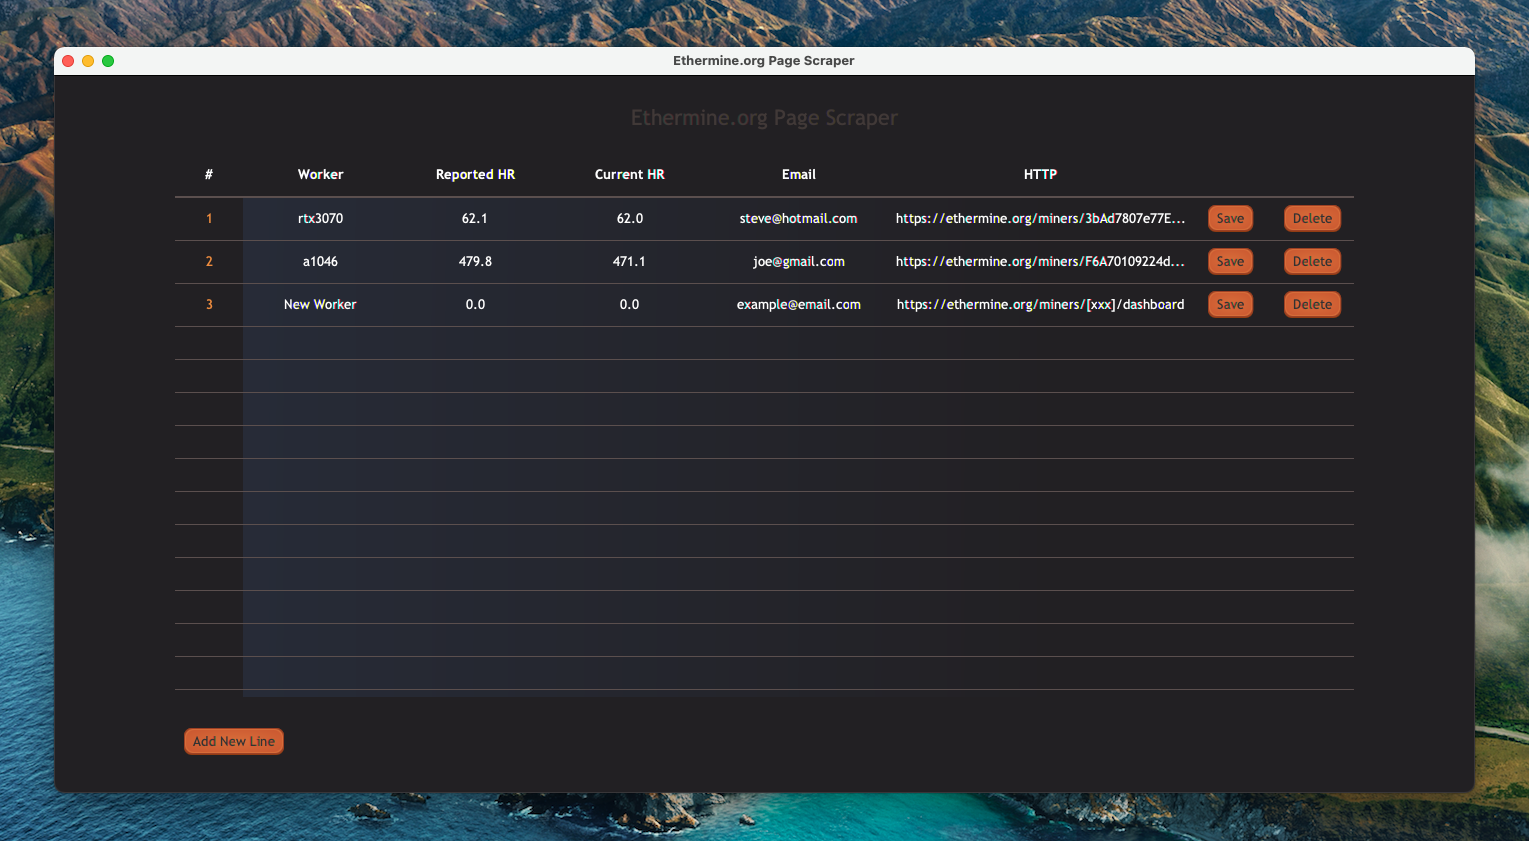 Ethermine.org Page Scraper
Ethermine.org Page Scraper
# Worker Reported HR Current HR Email HTTP
1 rtx3070 62.1 62.0 steve@hotmail.com https://ethermine.org/miners/3bAd7807e77E... Save Delete
2 a1046 479.8 471.1 joe@gmail.com https://ethermine.org/miners/F6A70109224d... Save Delete
3 New Worker 0.0 0.0 example@email.com https://ethermine.org/miners/[xxx]/dashboard Save Delete
Add New Line